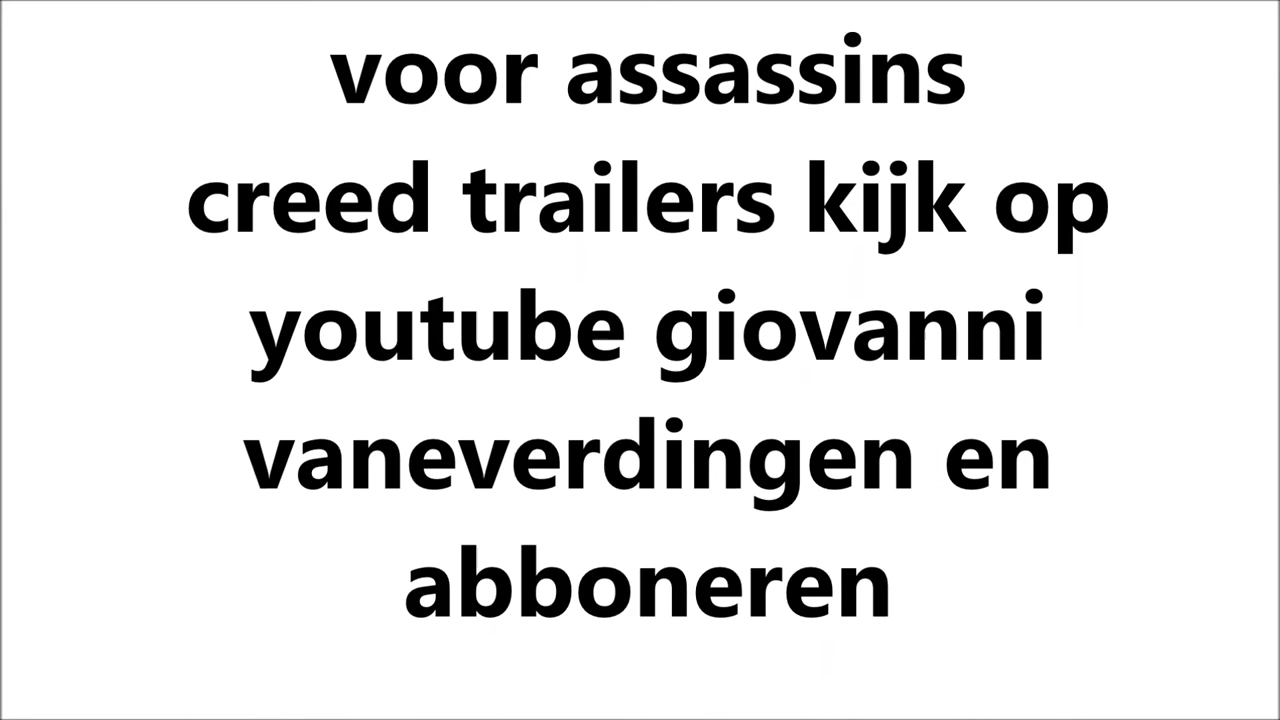 voor assassins
creed trailers kijk op
youtube giovanni
vaneverdingen en
abboneren